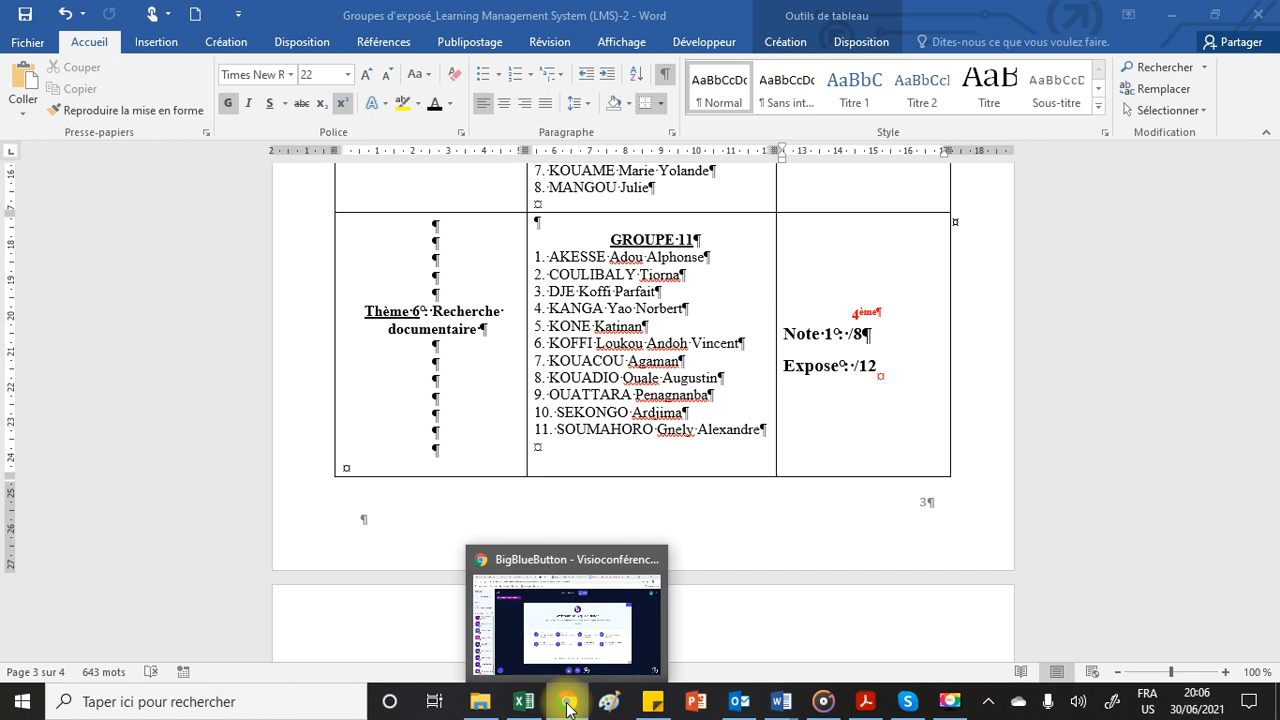 Groupes d'exposé_Learning Management System (LMS)-2 - Word
Outils de tableau
Fichier Accueil Insertion Création Disposition Références Publipostage Révision Affichage Développeur Création Disposition Dites-nous ce que vous voulez faire. Partager
Coller
Couper
Copier
Reproduire la mise en forme
Presse-papiers
Times New R 22
G I S abc x₂ x²
Police
Paragraphe
AaBbCcDc AaBbCcDc AaBbC AaBbCc AaB AaBbCcD
¶ Normal ¶ Sans int... Titre 1 Titre 2 Titre Sous-titre
Style
Rechercher
Remplacer
Sélectionner
Modification
7. KOUAME Marie Yolande¶
8. MANGOU Julie¶
Thème 6°: Recherche
documentaire ¶
GROUPE 11¶
1. AKESSE Adou Alphonse¶
2. COULIBALY Tiorna¶
3. DJE Koffi Parfait¶
4. KANGA Yao Norbert¶
5. KONE Katinan¶
6. KOFFI Loukou Andoh Vincent¶
7. KOUACOU Agaman¶
8. KOUADIO Ouale Augustin¶
9. OUATTARA Penagnanba¶
10. SEKONGO Ardjima¶
11. SOUMAHORO Gnely Alexandre¶
4ème¶
Note 1°: /8¶
Expose°: /12
3¶
BigBlueButton - Visioconférenc...
Page 3 sur 4 643 mots
100 %
Taper ici pour rechercher
FRA
US
20:06
30/06/2021